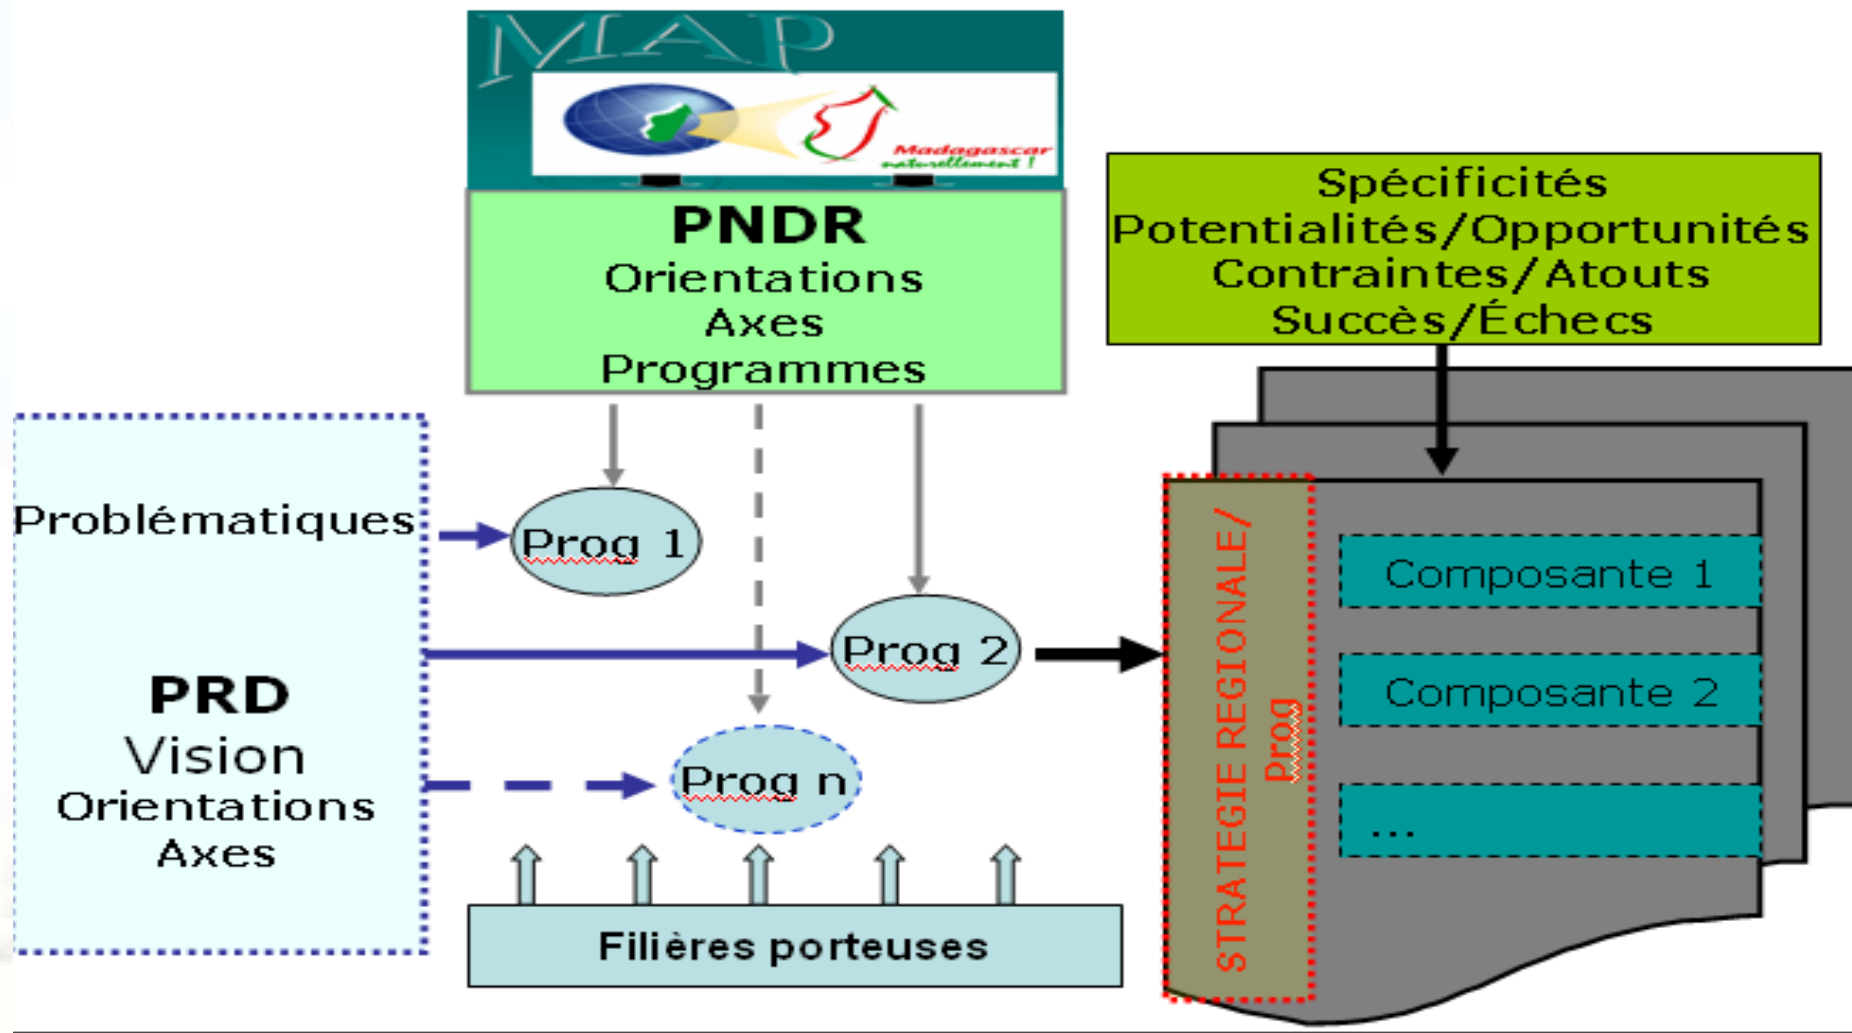 MAP
Madagascar
naturellement !
PNDR
Orientations
Axes
Programmes
Spécificités
Potentialités/Opportunités
Contraintes/Atouts
Succès/Échecs
Problématiques
PRD
Vision
Orientations
Axes
Prog 1
Prog 2
Prog n
Filières porteuses
STRATEGIE REGIONALE/
Prog
Composante 1
Composante 2
...